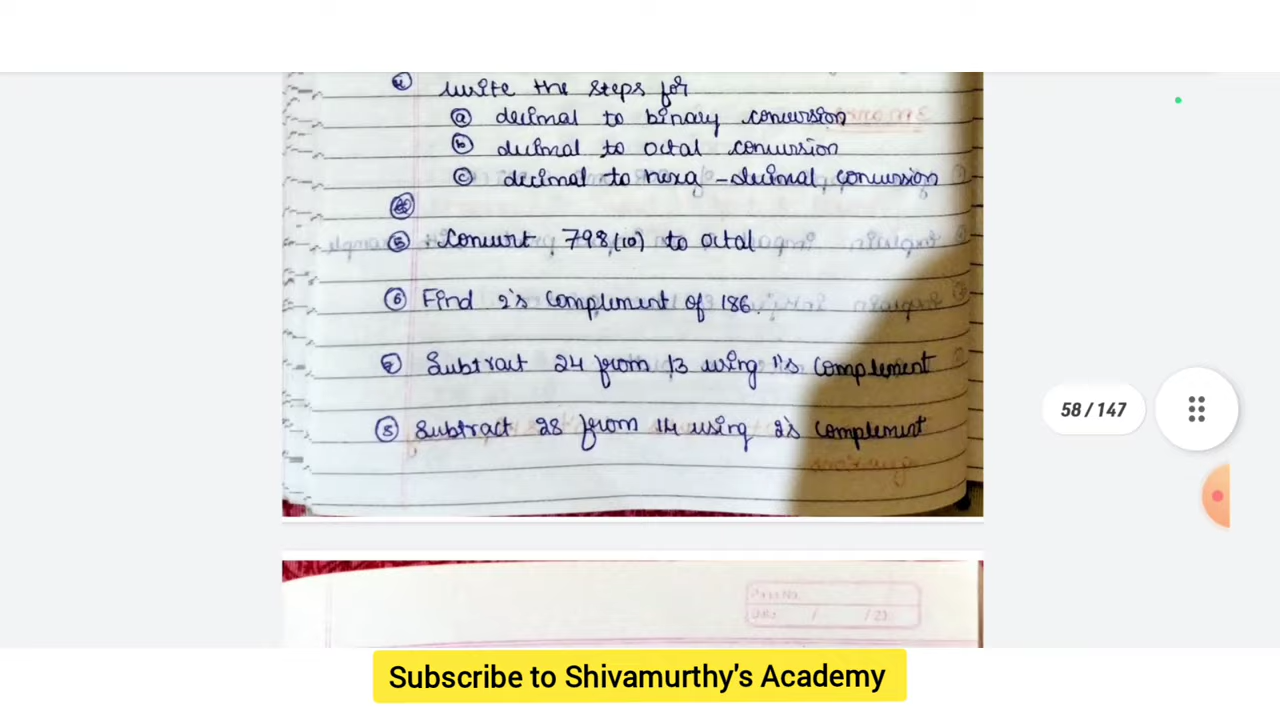 4 write the steps for
a decimal to binary conversion
b decimal to octal conversion
c decimal to hexa-decimal conversion
5 Convert 798(10) to octal
6 Find 2's complement of 186.
7 Subtract 24 from 13 using 1's complement
8 Subtract 28 from 14 using 2's complement
58 / 147
Subscribe to Shivamurthy's Academy